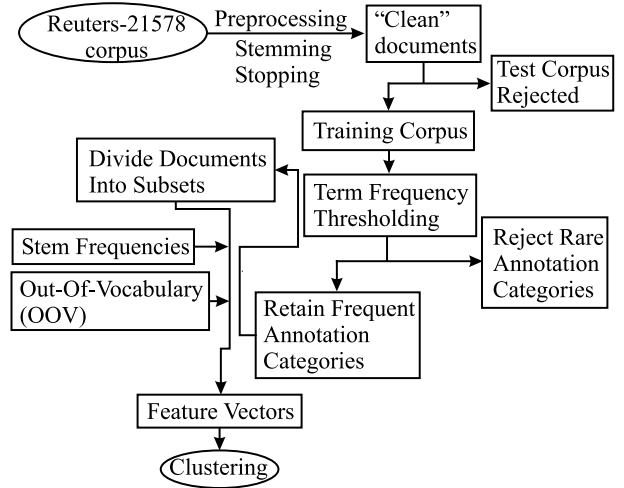 Reuters-21578
corpus
Preprocessing
Stemming
Stopping
“Clean”
documents
Test Corpus
Rejected
Training Corpus
Divide Documents
Into Subsets
Term Frequency
Thresholding
Stem Frequencies
Reject Rare
Annotation
Categories
Out-Of-Vocabulary
(OOV)
Retain Frequent
Annotation
Categories
Feature Vectors
Clustering